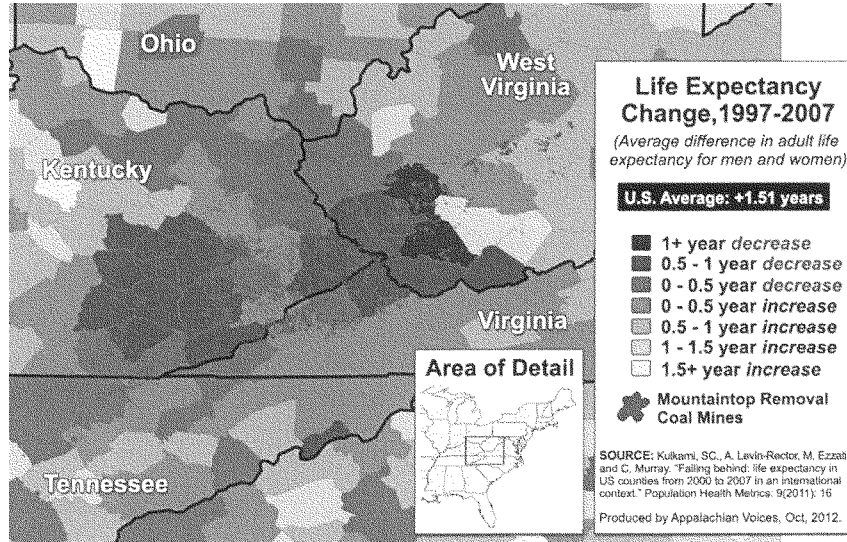 Ohio
West
Virginia
Kentucky
Virginia
Tennessee
Life Expectancy
Change,1997-2007
(Average difference in adult life
expectancy for men and women)
U.S. Average: +1.51 years
1+ year decrease
0.5 - 1 year decrease
0 - 0.5 year decrease
0 - 0.5 year increase
0.5 - 1 year increase
1 - 1.5 year increase
1.5+ year increase
Mountaintop Removal
Coal Mines
Area of Detail
SOURCE: Kulkarni, SC., A. Levin-Rector, M. Ezzati
and C. Murray. "Falling behind: life expectancy in
US counties from 2000 to 2007 in an international
context." Population Health Metrics. 9(2011): 16
Produced by Appalachian Voices, Oct, 2012.